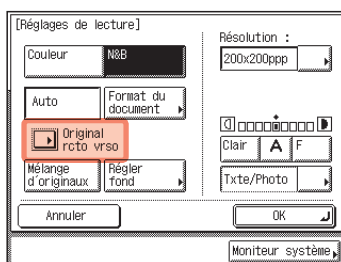 [Réglages de lecture]
Résolution :
Couleur
N&B
200x200ppp
Auto
Format du
document
Original
rcto vrso
Clair
A
F
Mélange
d'originaux
Régler
fond
Txte/Photo
Annuler
OK
Moniteur système